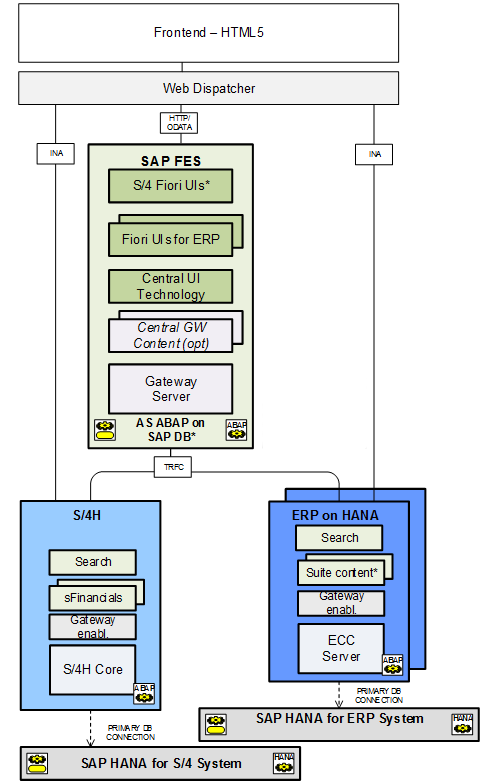 Frontend – HTML5
Web Dispatcher
HTTP/
ODATA
INA
INA
SAP FES
S/4 Fiori UIs*
Fiori UIs for ERP
Central UI
Technology
Central GW
Content (opt)
Gateway
Server
AS ABAP on
SAP DB*
ABAP
TRFC
S/4H
Search
sFinancials
Gateway
enabl.
S/4H Core
ABAP
ERP on HANA
Search
Suite content*
Gateway
enabl.
ECC
Server
ABAP
PRIMARY DB
CONNECTION
PRIMARY DB
CONNECTION
SAP HANA for ERP System
HANA
SAP HANA for S/4 System
HANA